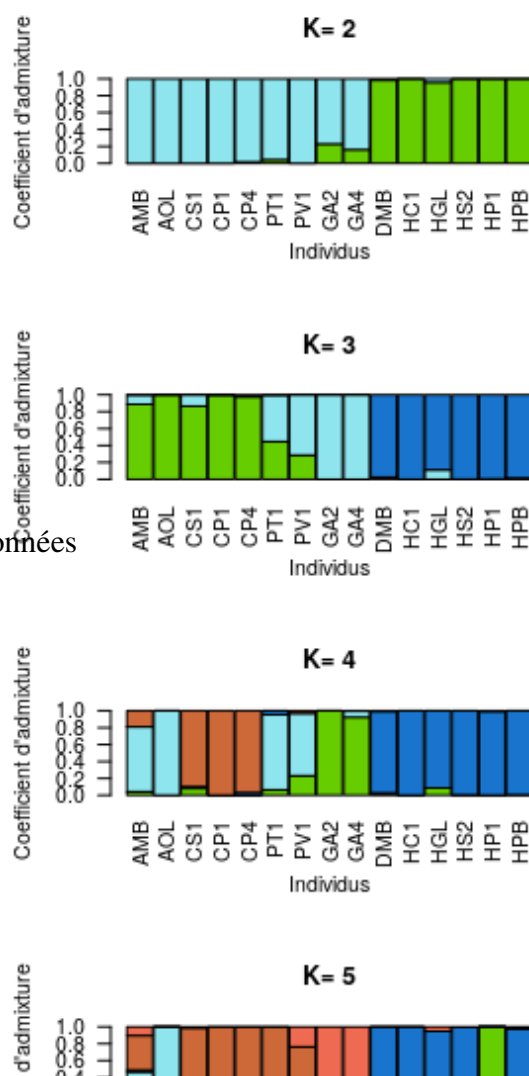 K= 2
Coefficient d'admixture
1.0
0.8
0.6
0.4
0.2
0.0
AMB AOL CS1 CP1 CP4 PT1 PV1 GA2 GA4 DMB HC1 HGL HS2 HP1 HPB
Individus
K= 3
Coefficient d'admixture
1.0
0.8
0.6
0.4
0.2
0.0
onnées
AMB AOL CS1 CP1 CP4 PT1 PV1 GA2 GA4 DMB HC1 HGL HS2 HP1 HPB
Individus
K= 4
Coefficient d'admixture
1.0
0.8
0.6
0.4
0.2
0.0
AMB AOL CS1 CP1 CP4 PT1 PV1 GA2 GA4 DMB HC1 HGL HS2 HP1 HPB
Individus
K= 5
d'admixture
1.0
0.8
0.6
0.4